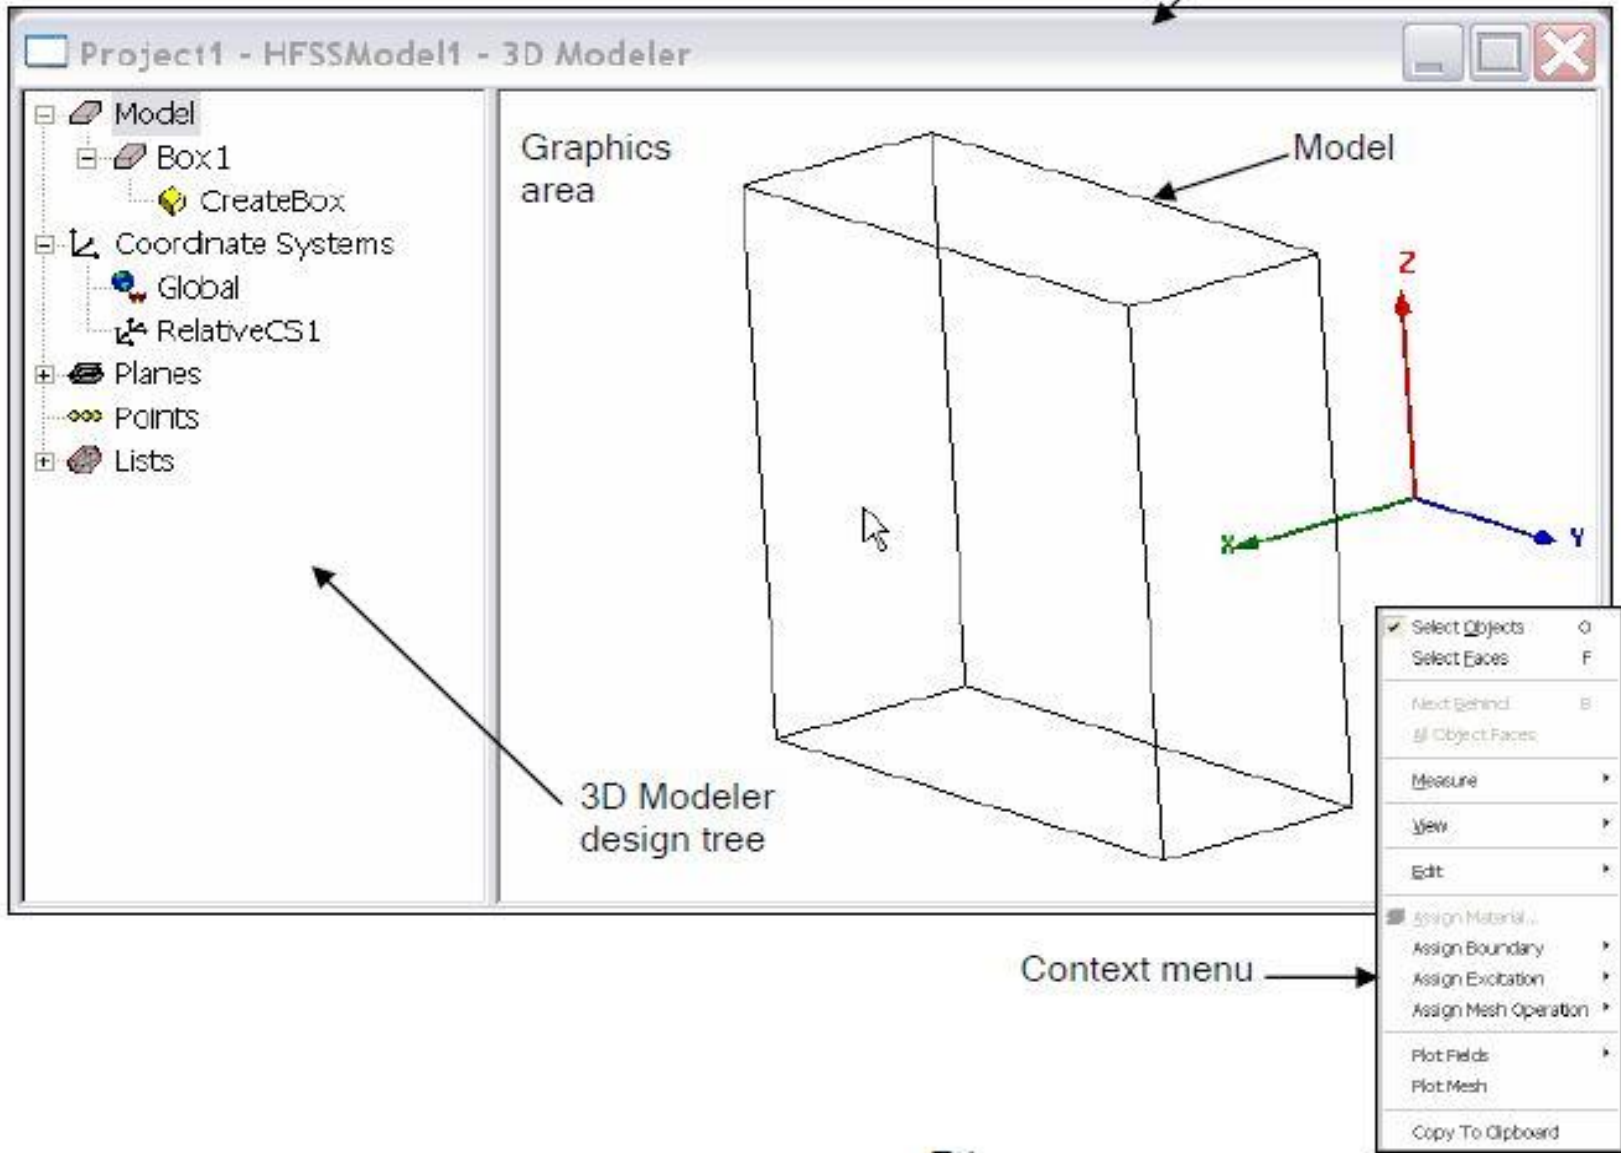 Project1 - HFSSModel1 - 3D Modeler
Model
Box1
CreateBox
Coordinate Systems
Global
RelativeCS1
Planes
Points
Lists
Graphics
area
Model
Z
X
Y
3D Modeler
design tree
Context menu
Select Objects O
Select Faces F
Next Behind B
All Object Faces
Measure
View
Edit
Assign Material...
Assign Boundary
Assign Excitation
Assign Mesh Operation
Plot Fields
Plot Mesh
Copy To Clipboard